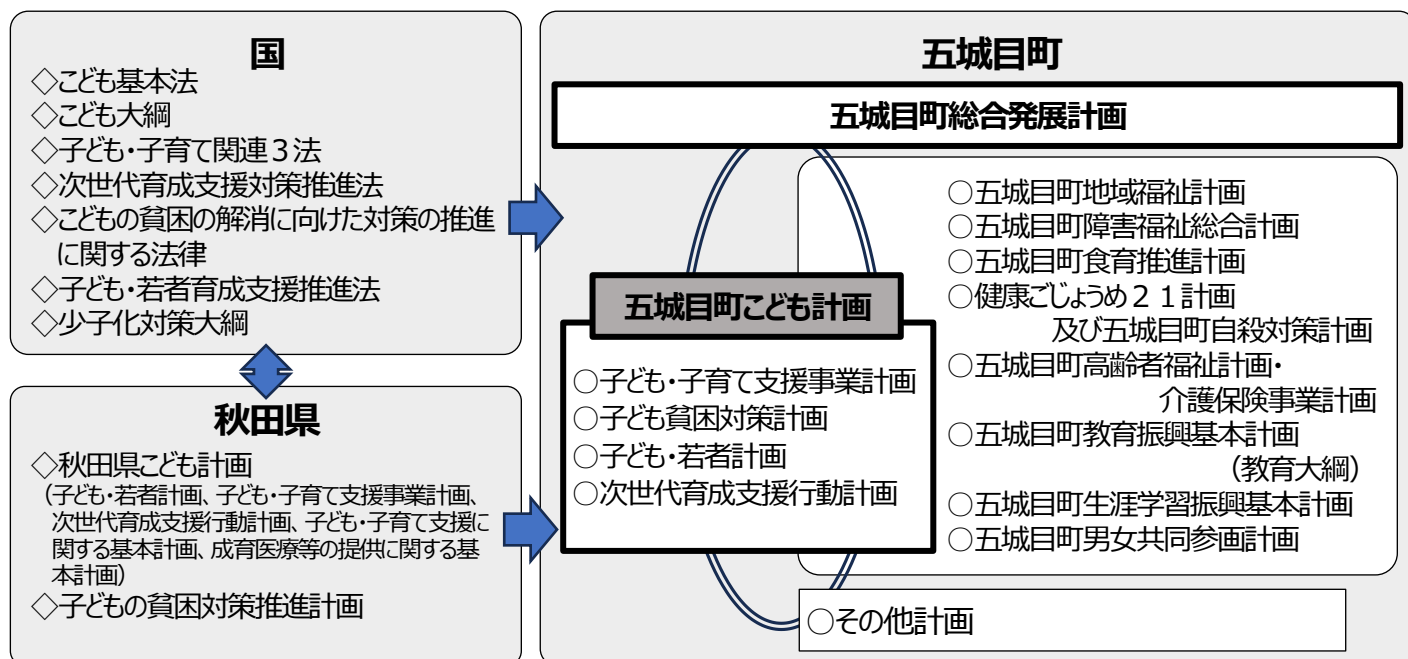 国
◇こども基本法
◇こども大綱
◇子ども・子育て関連３法
◇次世代育成支援対策推進法
◇こどもの貧困の解消に向けた対策の推進
に関する法律
◇子ども・若者育成支援推進法
◇少子化対策大綱
秋田県
◇秋田県こども計画
（子ども・若者計画、子ども・子育て支援事業計画、
次世代育成支援行動計画、子ども・子育て支援に
関する基本計画、成育医療等の提供に関する基
本計画）
◇子どもの貧困対策推進計画
五城目町
五城目町総合発展計画
五城目町こども計画
○子ども・子育て支援事業計画
○子ども貧困対策計画
○子ども・若者計画
○次世代育成支援行動計画
○五城目町地域福祉計画
○五城目町障害福祉総合計画
○五城目町食育推進計画
○健康ごじょうめ２１計画
及び五城目町自殺対策計画
○五城目町高齢者福祉計画・
介護保険事業計画
○五城目町教育振興基本計画
（教育大綱）
○五城目町生涯学習振興基本計画
○五城目町男女共同参画計画
○その他計画